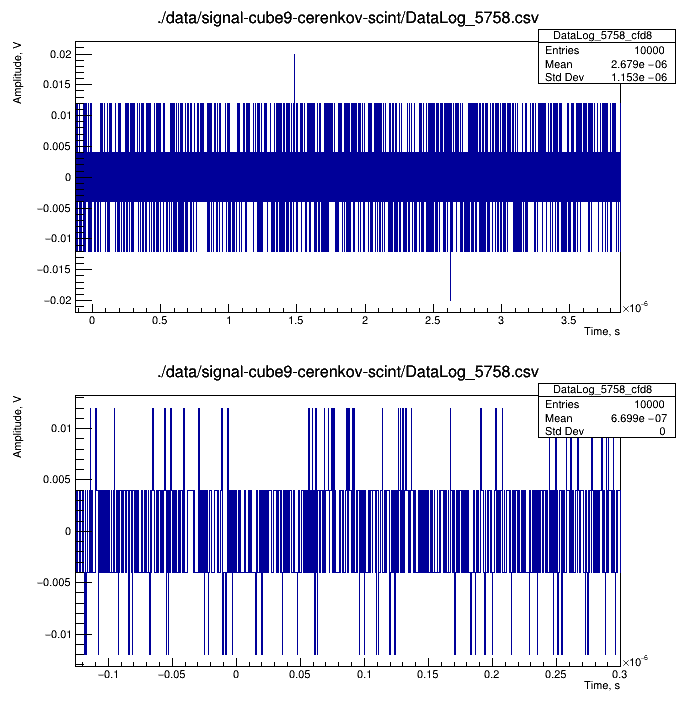 ./data/signal-cube9-cerenkov-scint/DataLog_5758.csv
DataLog_5758_cfd8
Entries 10000
Mean 2.679e −06
Std Dev 1.153e −06
Amplitude, V
0.02
0.015
0.01
0.005
0
−0.005
−0.01
−0.015
−0.02
0 0.5 1 1.5 2 2.5 3 3.5
×10⁻⁶
Time, s
./data/signal-cube9-cerenkov-scint/DataLog_5758.csv
DataLog_5758_cfd8
Entries 10000
Mean 6.699e −07
Std Dev 0
Amplitude, V
0.01
0.005
0
−0.005
−0.01
−0.1 −0.05 0 0.05 0.1 0.15 0.2 0.25 0.3
×10⁻⁶
Time, s